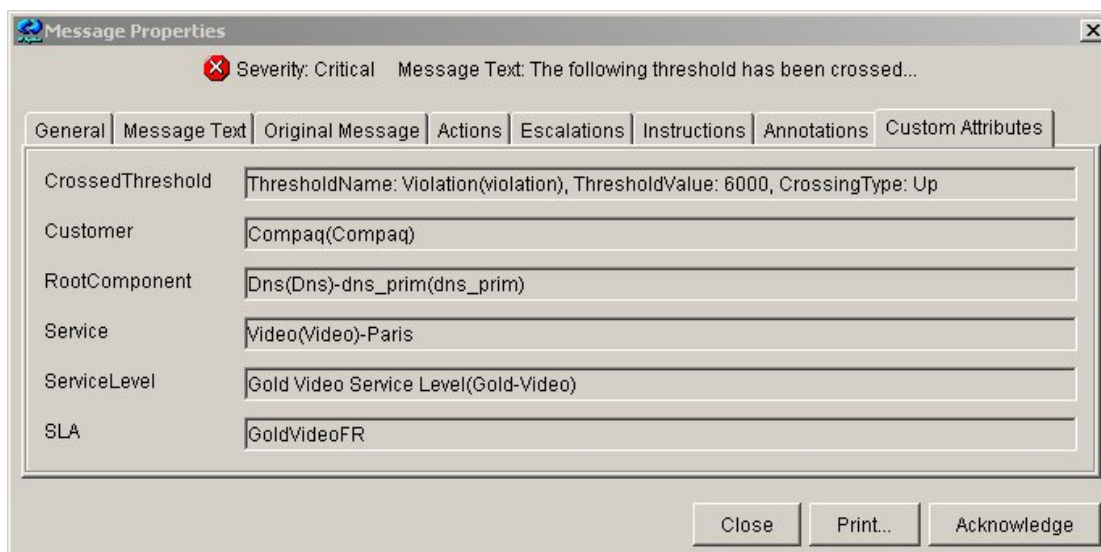 Message Properties
Severity: Critical Message Text: The following threshold has been crossed...
General Message Text Original Message Actions Escalations Instructions Annotations Custom Attributes
CrossedThreshold ThresholdName: Violation(violation), ThresholdValue: 6000, CrossingType: Up
Customer Compaq(Compaq)
RootComponent Dns(Dns)-dns_prim(dns_prim)
Service Video(Video)-Paris
ServiceLevel Gold Video Service Level(Gold-Video)
SLA GoldVideoFR
Close Print... Acknowledge